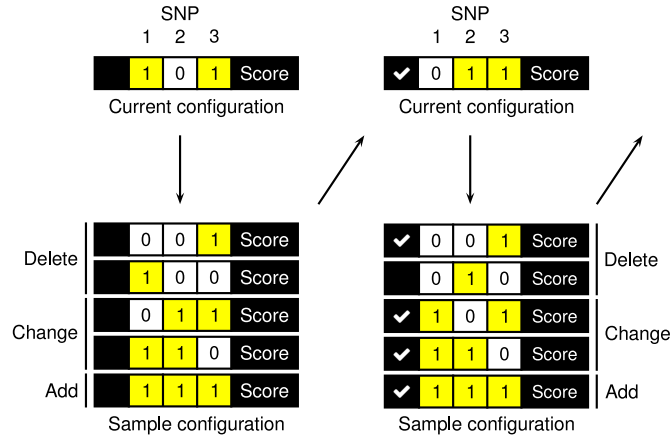 SNP
1 2 3
1 0 1 Score
Current configuration
Delete
0 0 1 Score
1 0 0 Score
Change
0 1 1 Score
1 1 0 Score
Add
1 1 1 Score
Sample configuration
SNP
1 2 3
✔ 0 1 1 Score
Current configuration
✔ 0 0 1 Score
0 1 0 Score
Delete
✔ 1 0 1 Score
✔ 1 1 0 Score
Change
✔ 1 1 1 Score
Add
Sample configuration